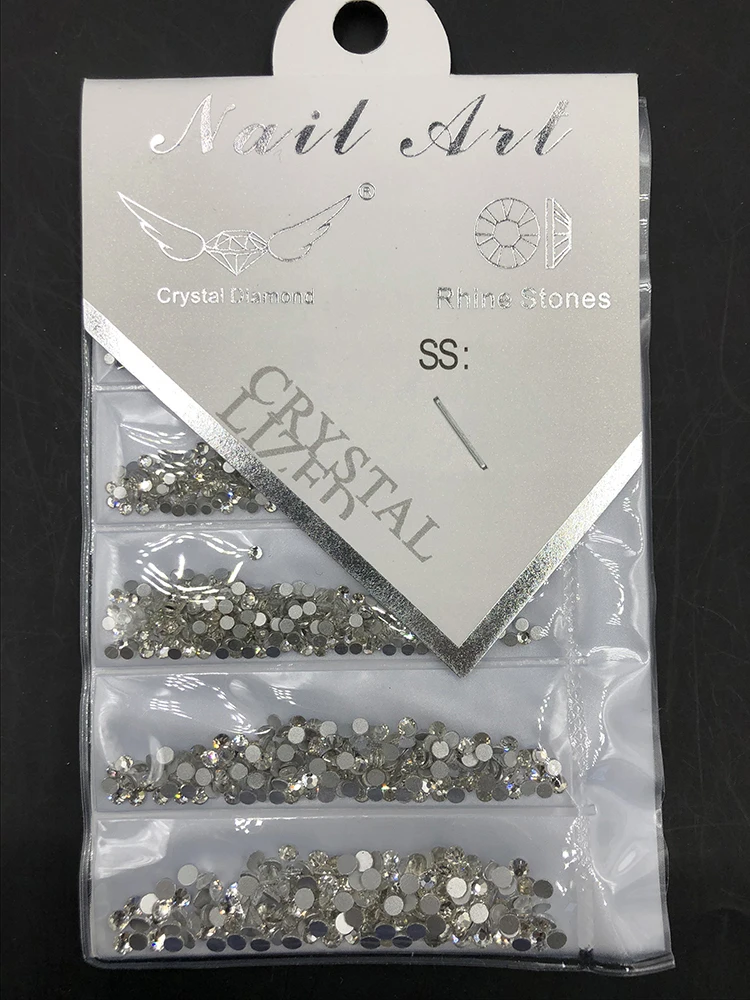 Nail Art
®
Crystal Diamond
Rhine Stones
SS:
CRYSTAL
LIZED